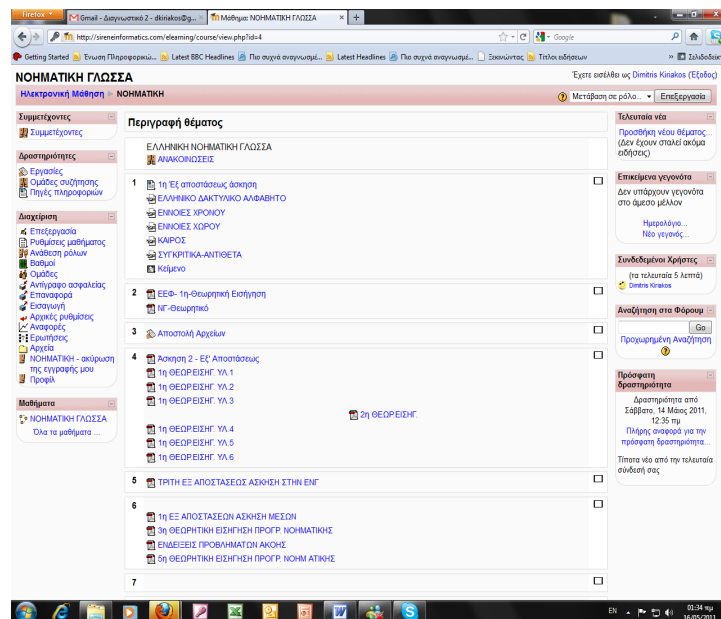 Firefox
Gmail - Διαγνωστικό 2 - dkiriakos@g...
Μάθημα: ΝΟΗΜΑΤΙΚΗ ΓΛΩΣΣΑ
http://sireneinformatics.com/elearning/course/view.php?id=4
Google
Getting Started
Ένωση Πληροφορικώ...
Latest BBC Headlines
Πιο συχνά αναγνωσμέ...
Latest Headlines
Πιο συχνά αναγνωσμέ...
Ξεκινώντας
Τίτλοι ειδήσεων
» Σελιδοδείκ
ΝΟΗΜΑΤΙΚΗ ΓΛΩΣΣΑ
Έχετε εισέλθει ως Dimitris Kiriakos (Έξοδος)
Ηλεκτρονική Μάθηση ► ΝΟΗΜΑΤΙΚΗ
Μετάβαση σε ρόλο...
Επεξεργασία
Συμμετέχοντες
Συμμετέχοντες
Δραστηριότητες
Εργασίες
Ομάδες συζήτησης
Πηγές πληροφοριών
Διαχείριση
Επεξεργασία
Ρυθμίσεις μαθήματος
Ανάθεση ρόλων
Βαθμοί
Ομάδες
Αντίγραφο ασφαλείας
Επαναφορά
Εισαγωγή
Αρχικές ρυθμίσεις
Αναφορές
Ερωτήσεις
Αρχεία
ΝΟΗΜΑΤΙΚΗ - ακύρωση
της εγγραφής μου
Προφίλ
Μαθήματα
ΝΟΗΜΑΤΙΚΗ ΓΛΩΣΣΑ
Όλα τα μαθήματα ...
Περιγραφή θέματος
ΕΛΛΗΝΙΚΗ ΝΟΗΜΑΤΙΚΗ ΓΛΩΣΣΑ
ΑΝΑΚΟΙΝΩΣΕΙΣ
1 1η Έξ αποστάσεως άσκηση
ΕΛΛΗΝΙΚΟ ΔΑΚΤΥΛΙΚΟ ΑΛΦΑΒΗΤΟ
ΕΝΝΟΙΕΣ ΧΡΟΝΟΥ
ΕΝΝΟΙΕΣ ΧΩΡΟΥ
ΚΑΙΡΟΣ
ΣΥΓΚΡΙΤΙΚΑ-ΑΝΤΙΘΕΤΑ
Κείμενο
2 ΕΕΦ- 1η-Θεωρητική Εισήγηση
ΝΓ-Θεωρητικό
3 Αποστολή Αρχείων
4 Άσκηση 2 - Εξ' Αποστάσεως
1η ΘΕΩΡ.ΕΙΣΗΓ. ΥΛ.1
1η ΘΕΩΡ.ΕΙΣΗΓ. ΥΛ.2
1η ΘΕΩΡ.ΕΙΣΗΓ. ΥΛ.3
2η ΘΕΩΡ.ΕΙΣΗΓ.
1η ΘΕΩΡ.ΕΙΣΗΓ. ΥΛ.4
1η ΘΕΩΡ.ΕΙΣΗΓ. ΥΛ.5
1η ΘΕΩΡ.ΕΙΣΗΓ. ΥΛ.6
5 ΤΡΙΤΗ ΕΞ ΑΠΟΣΤΑΣΕΩΣ ΑΣΚΗΣΗ ΣΤΗΝ ΕΝΓ
6
1η ΕΞ ΑΠΟΣΤΑΣΕΩΝ ΑΣΚΗΣΗ ΜΕΣΩΝ
3η ΘΕΩΡΗΤΙΚΗ ΕΙΣΗΓΗΣΗ ΠΡΟΓΡ. ΝΟΗΜΑΤΙΚΗΣ
ΕΝΔΕΙΞΕΙΣ ΠΡΟΒΛΗΜΑΤΩΝ ΑΚΟΗΣ
5η ΘΕΩΡΗΤΙΚΗ ΕΙΣΗΓΗΣΗ ΠΡΟΓΡ. ΝΟΗΜ ΑΤΙΚΗΣ
7
Τελευταία νέα
Προσθήκη νέου θέματος...
(Δεν έχουν σταλεί ακόμα
ειδήσεις)
Επικείμενα γεγονότα
Δεν υπάρχουν γεγονότα
στο άμεσο μέλλον
Ημερολόγιο...
Νέο γεγονός...
Συνδεδεμένοι Χρήστες
(τα τελευταία 5 λεπτά)
Dimitris Kiriakos
Αναζήτηση στα Φόρουμ
Go
Προχωρημένη Αναζήτηση
Πρόσφατη
δραστηριότητα
Δραστηριότητα από
Σάββατο, 14 Μάιος 2011,
12:35 πμ
Πλήρης αναφορά για την
πρόσφατη δραστηριότητα...
Τίποτα νέο από την τελευταία
σύνδεσή σας
EN
01:34 πμ
16/05/2011